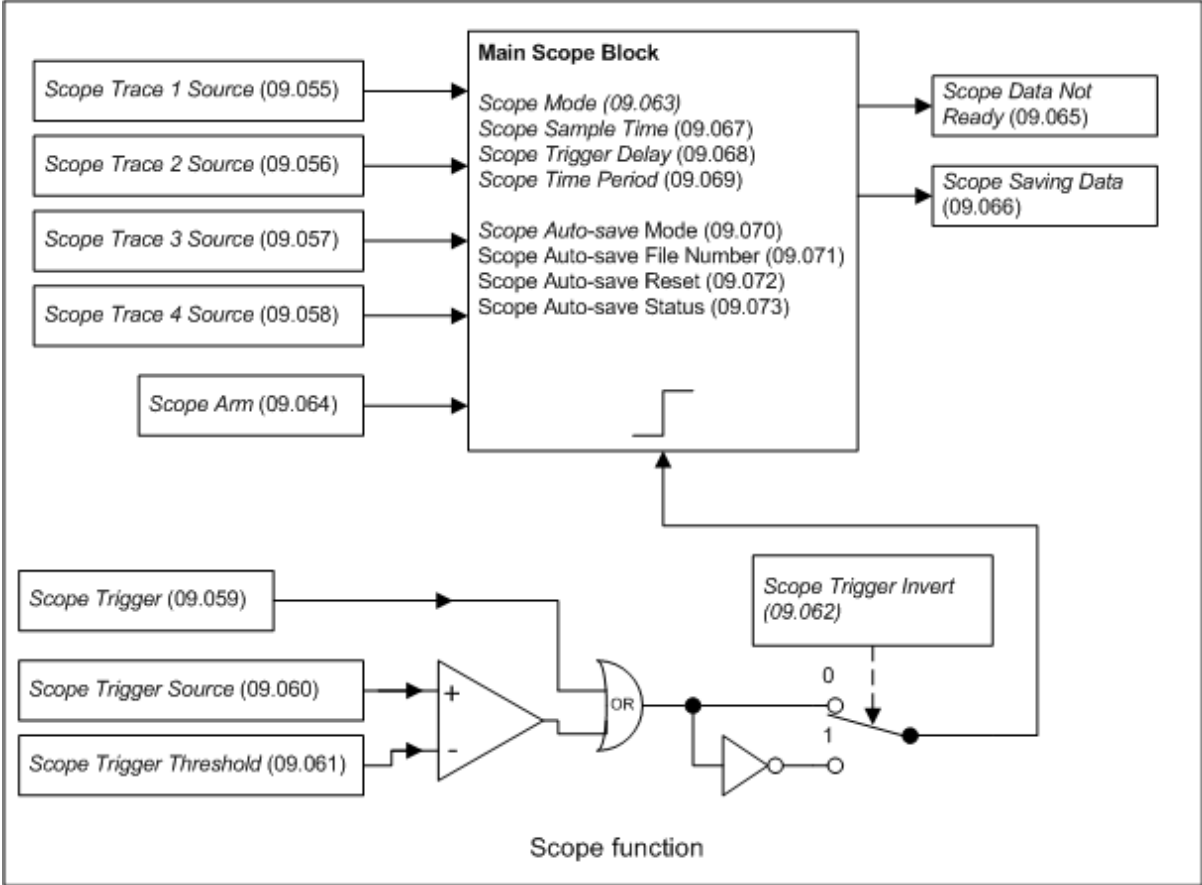 Main Scope Block
Scope Trace 1 Source (09.055)
Scope Trace 2 Source (09.056)
Scope Trace 3 Source (09.057)
Scope Trace 4 Source (09.058)
Scope Arm (09.064)
Scope Mode (09.063)
Scope Sample Time (09.067)
Scope Trigger Delay (09.068)
Scope Time Period (09.069)
Scope Auto-save Mode (09.070)
Scope Auto-save File Number (09.071)
Scope Auto-save Reset (09.072)
Scope Auto-save Status (09.073)
Scope Data Not
Ready (09.065)
Scope Saving Data
(09.066)
Scope Trigger (09.059)
Scope Trigger Source (09.060)
Scope Trigger Threshold (09.061)
+
-
OR
Scope Trigger Invert
(09.062)
0
1
Scope function